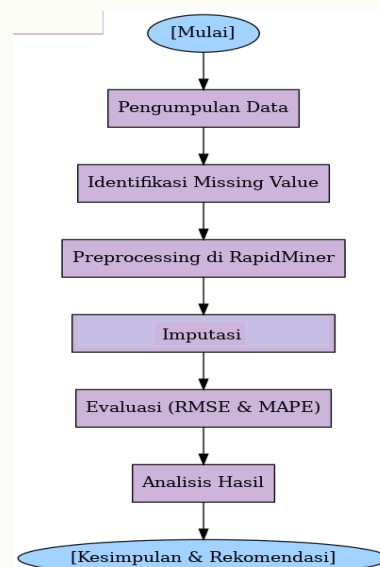 [Mulai]
Pengumpulan Data
Identifikasi Missing Value
Preprocessing di RapidMiner
Imputasi
Evaluasi (RMSE & MAPE)
Analisis Hasil
[Kesimpulan & Rekomendasi]